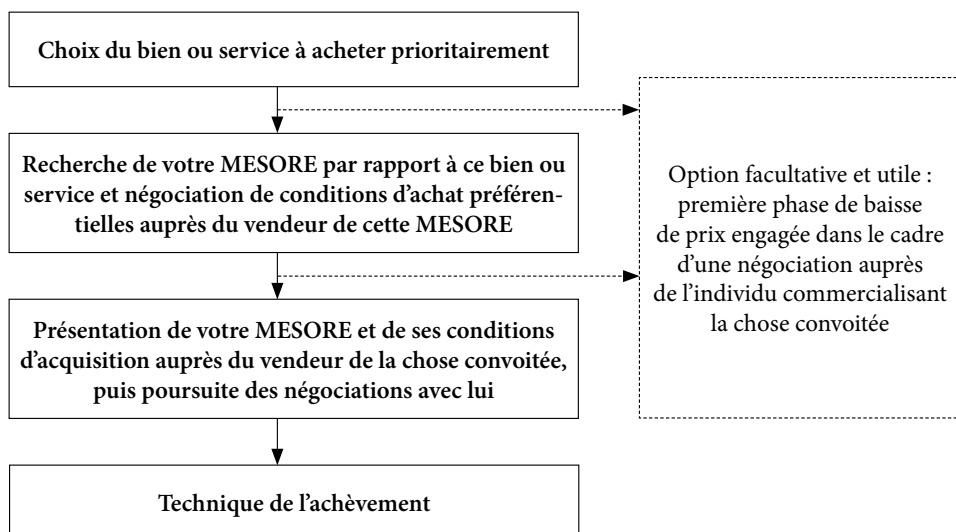 Choix du bien ou service à acheter prioritairement
Recherche de votre MESORE par rapport à ce bien ou
service et négociation de conditions d’achat préféren-
tielles auprès du vendeur de cette MESORE
Présentation de votre MESORE et de ses conditions
d’acquisition auprès du vendeur de la chose convoitée,
puis poursuite des négociations avec lui
Technique de l’achèvement
Option facultative et utile :
première phase de baisse
de prix engagée dans le cadre
d’une négociation auprès
de l’individu commercialisant
la chose convoitée